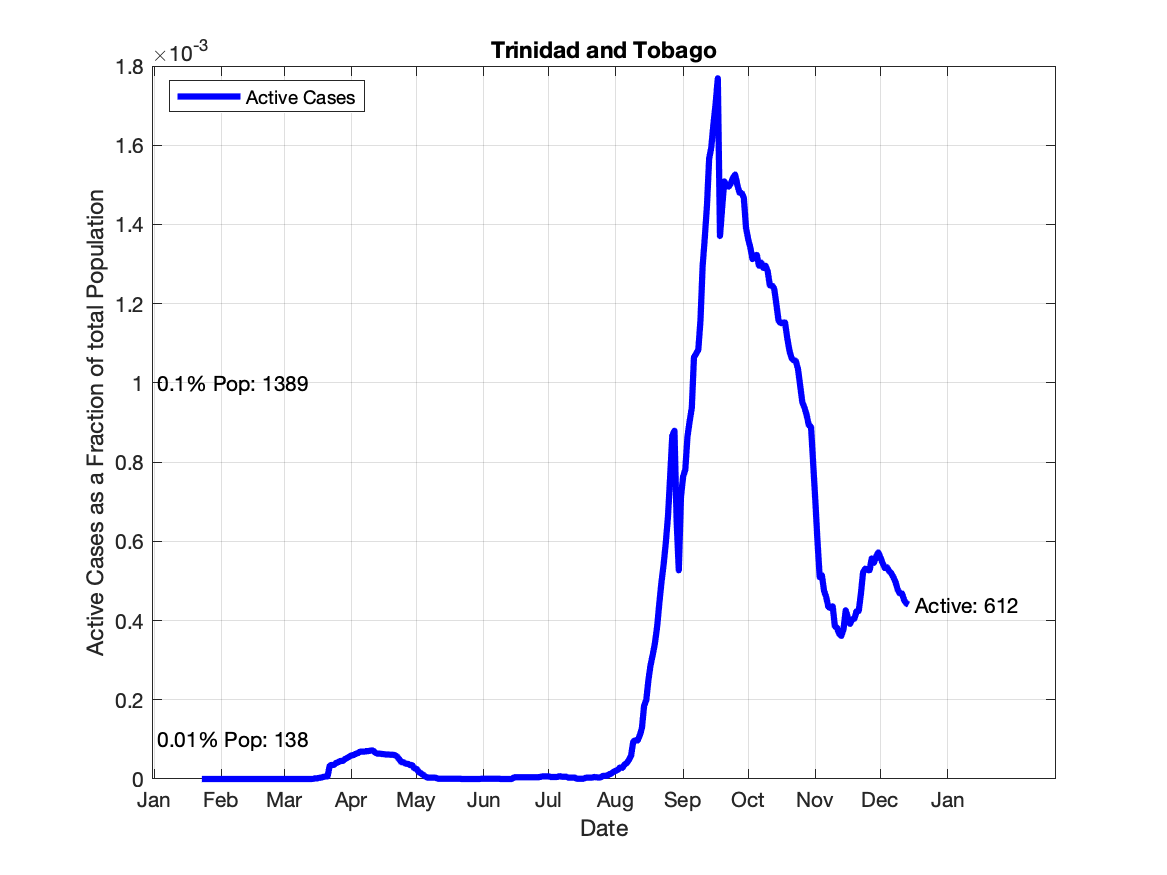 Trinidad and Tobago
×10-3
Active Cases
1.8
1.6
1.4
1.2
1
0.8
0.6
0.4
0.2
0
Active Cases as a Fraction of total Population
0.1% Pop: 1389
0.01% Pop: 138
Active: 612
Jan Feb Mar Apr May Jun Jul Aug Sep Oct Nov Dec Jan
Date